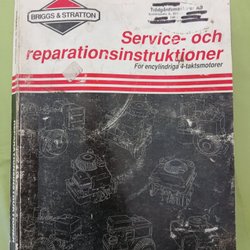 BRIGGS & STRATTON
Service- och
reparationsinstruktioner
För encylindriga 4-taktsmotorer